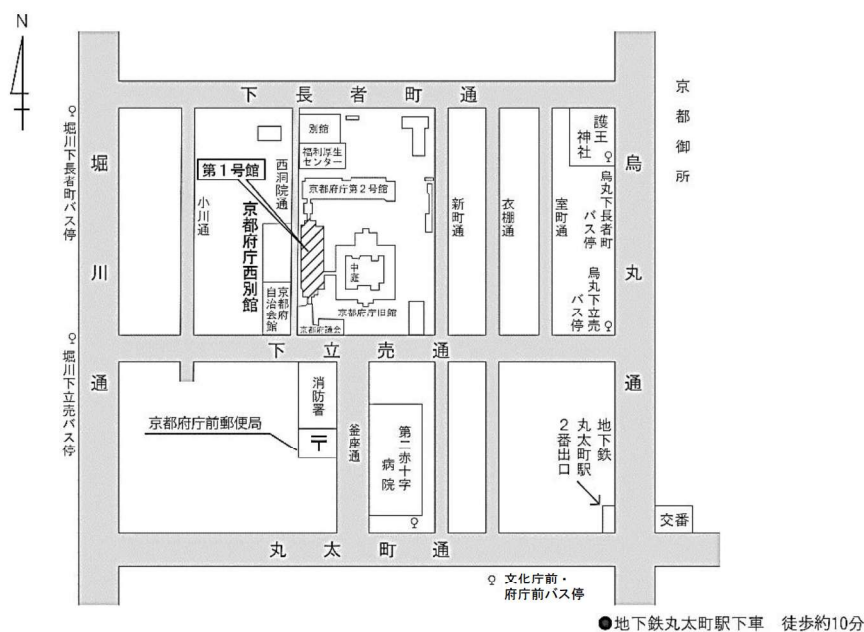 N
下長者町通
京都御所
堀川下長者町バス停
堀川通
小川通
西洞院通
別館
福利厚生
センター
第1号館
京都府庁第2号館
京都府庁西別館
中庭
京都府庁旧館
京都府
自治会館
京都府議会
新町通
衣棚通
室町通
護王
神社
烏丸下長者町
バス停
烏丸下立売
バス停
烏丸通
堀川下立売バス停
下立売通
消防署
京都府庁前郵便局
〒
釜座通
第二赤十字
病院
地下鉄
丸太町駅
2番出口
交番
丸太町通
文化庁前・
府庁前バス停
●地下鉄丸太町駅下車 徒歩約10分